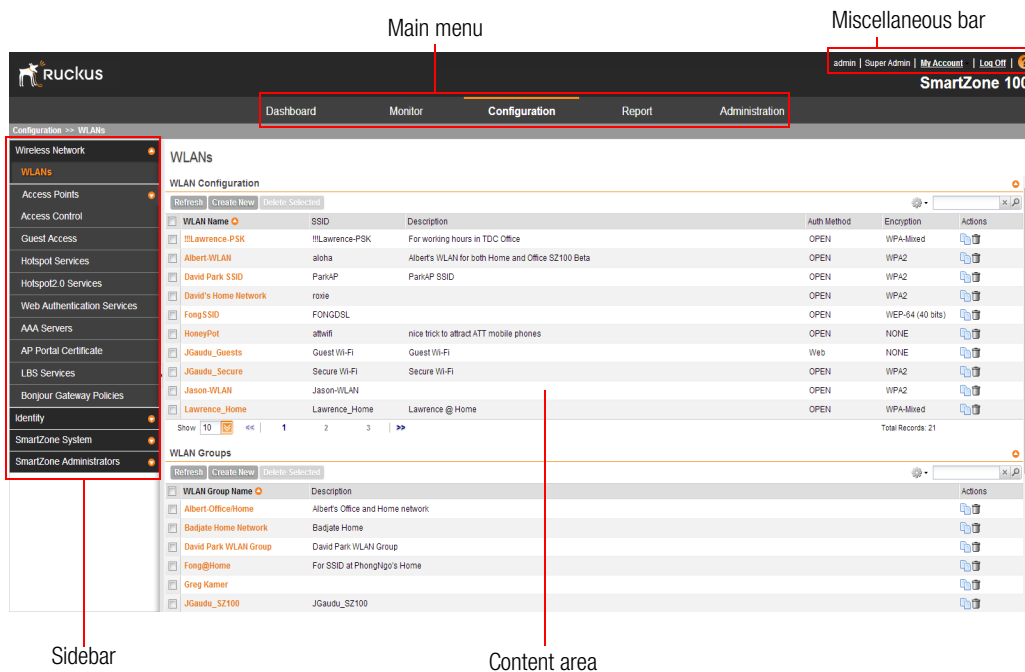 Main menu
Miscellaneous bar
Ruckus
admin | Super Admin | My Account | Log Off | ?
SmartZone 100
Dashboard Monitor Configuration Report Administration
Configuration >> WLANs
Wireless Network
WLANs
Access Points
Access Control
Guest Access
Hotspot Services
Hotspot2.0 Services
Web Authentication Services
AAA Servers
AP Portal Certificate
LBS Services
Bonjour Gateway Policies
Identity
SmartZone System
SmartZone Administrators
WLANs
WLAN Configuration
Refresh Create New Delete Selected
WLAN Name SSID Description Auth Method Encryption Actions
!!!Lawrence-PSK !!!Lawrence-PSK For working hours in TDC Office OPEN WPA-Mixed
Albert-WLAN aloha Albert's WLAN for both Home and Office SZ100 Beta OPEN WPA2
David Park SSID ParkAP ParkAP SSID OPEN WPA2
David's Home Network roxie OPEN WPA2
FongSSID FONGDSL OPEN WEP-64 (40 bits)
HoneyPot attwifi nice trick to attract ATT mobile phones OPEN NONE
JGaudu_Guests Guest Wi-Fi Guest Wi-Fi Web NONE
JGaudu_Secure Secure Wi-Fi Secure Wi-Fi OPEN WPA2
Jason-WLAN Jason-WLAN OPEN WPA2
Lawrence_Home Lawrence_Home Lawrence @ Home OPEN WPA-Mixed
Show 10 << | 1 2 3 | >> Total Records: 21
WLAN Groups
Refresh Create New Delete Selected
WLAN Group Name Description Actions
Albert-Office/Home Albert's Office and Home network
Badjate Home Network Badjate Home
David Park WLAN Group David Park WLAN Group
Fong@Home For SSID at PhongNgo's Home
Greg Kamer
JGaudu_SZ100 JGaudu_SZ100
Sidebar
Content area